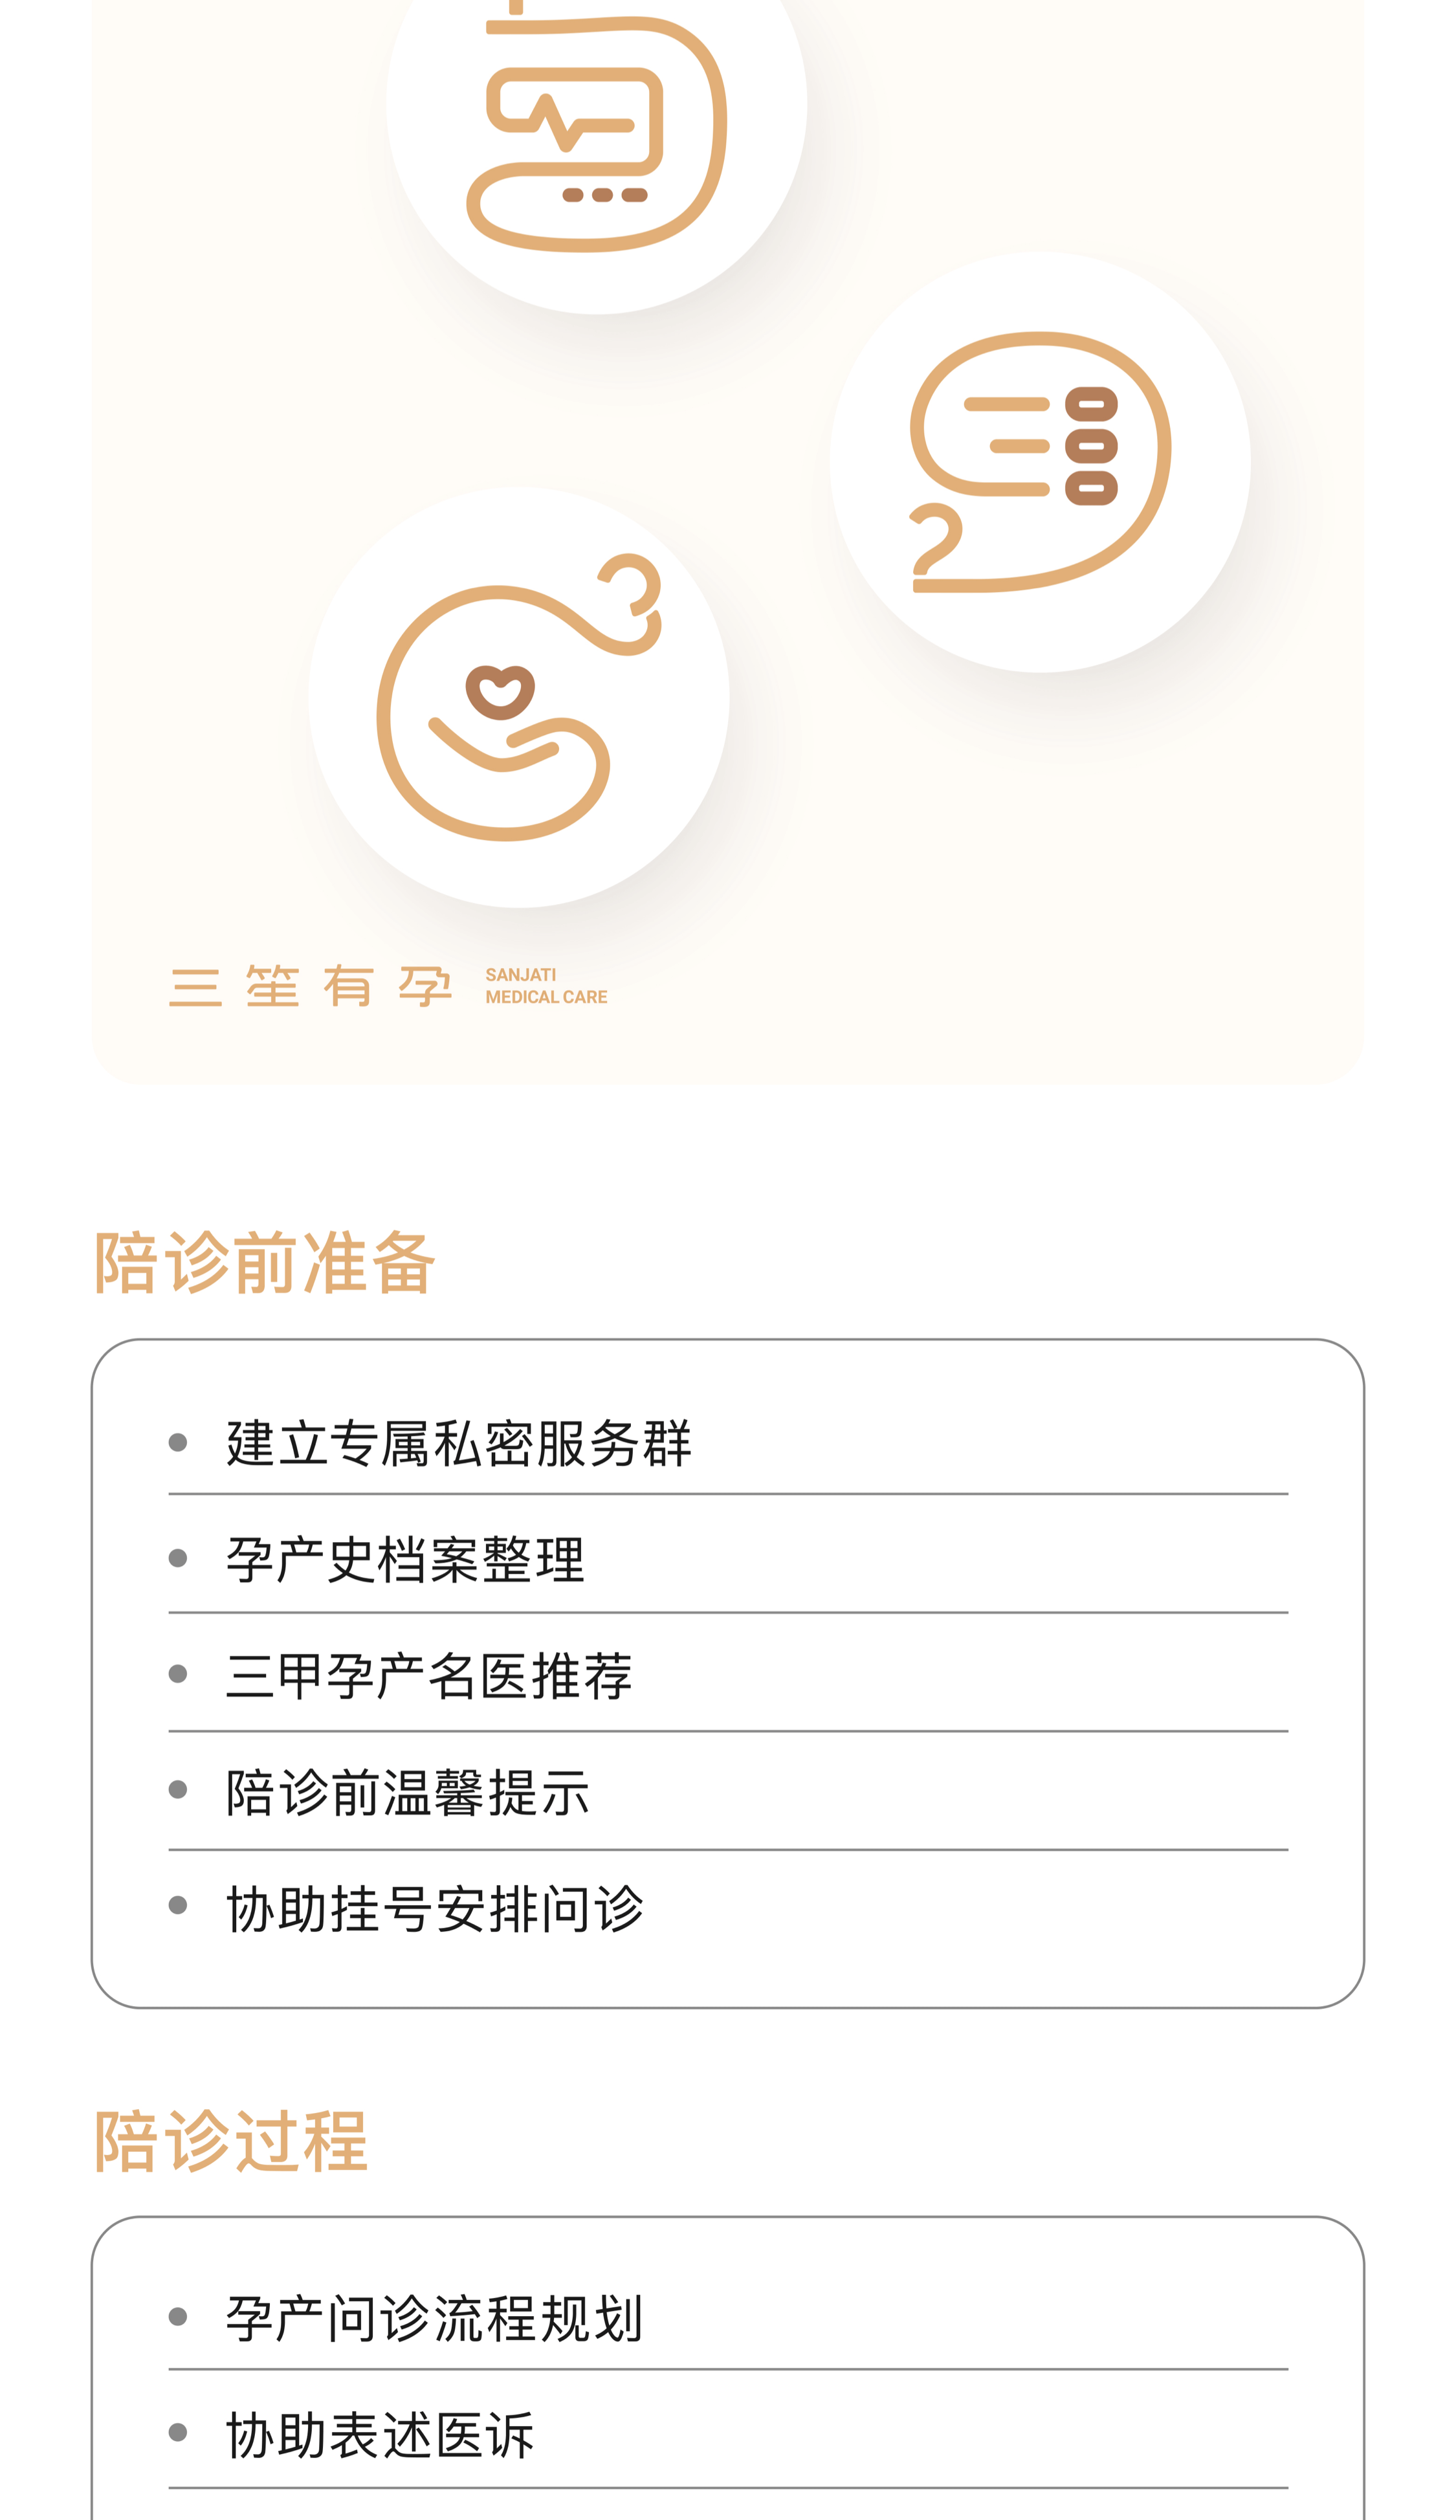 三笙有孕
SANJATI
MEDICAL CARE
陪诊前准备
建立专属私密服务群
孕产史档案整理
三甲孕产名医推荐
陪诊前温馨提示
协助挂号安排问诊
陪诊过程
孕产问诊流程规划
协助表达医诉